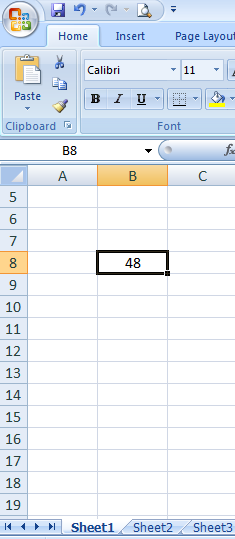 Home Insert Page Layout
Calibri 11
Paste B I U
Clipboard Font
B8 fx
A B C
5
6
7
8 48
9
10
11
12
13
14
15
16
17
18
19
Sheet1 Sheet2 Sheet3